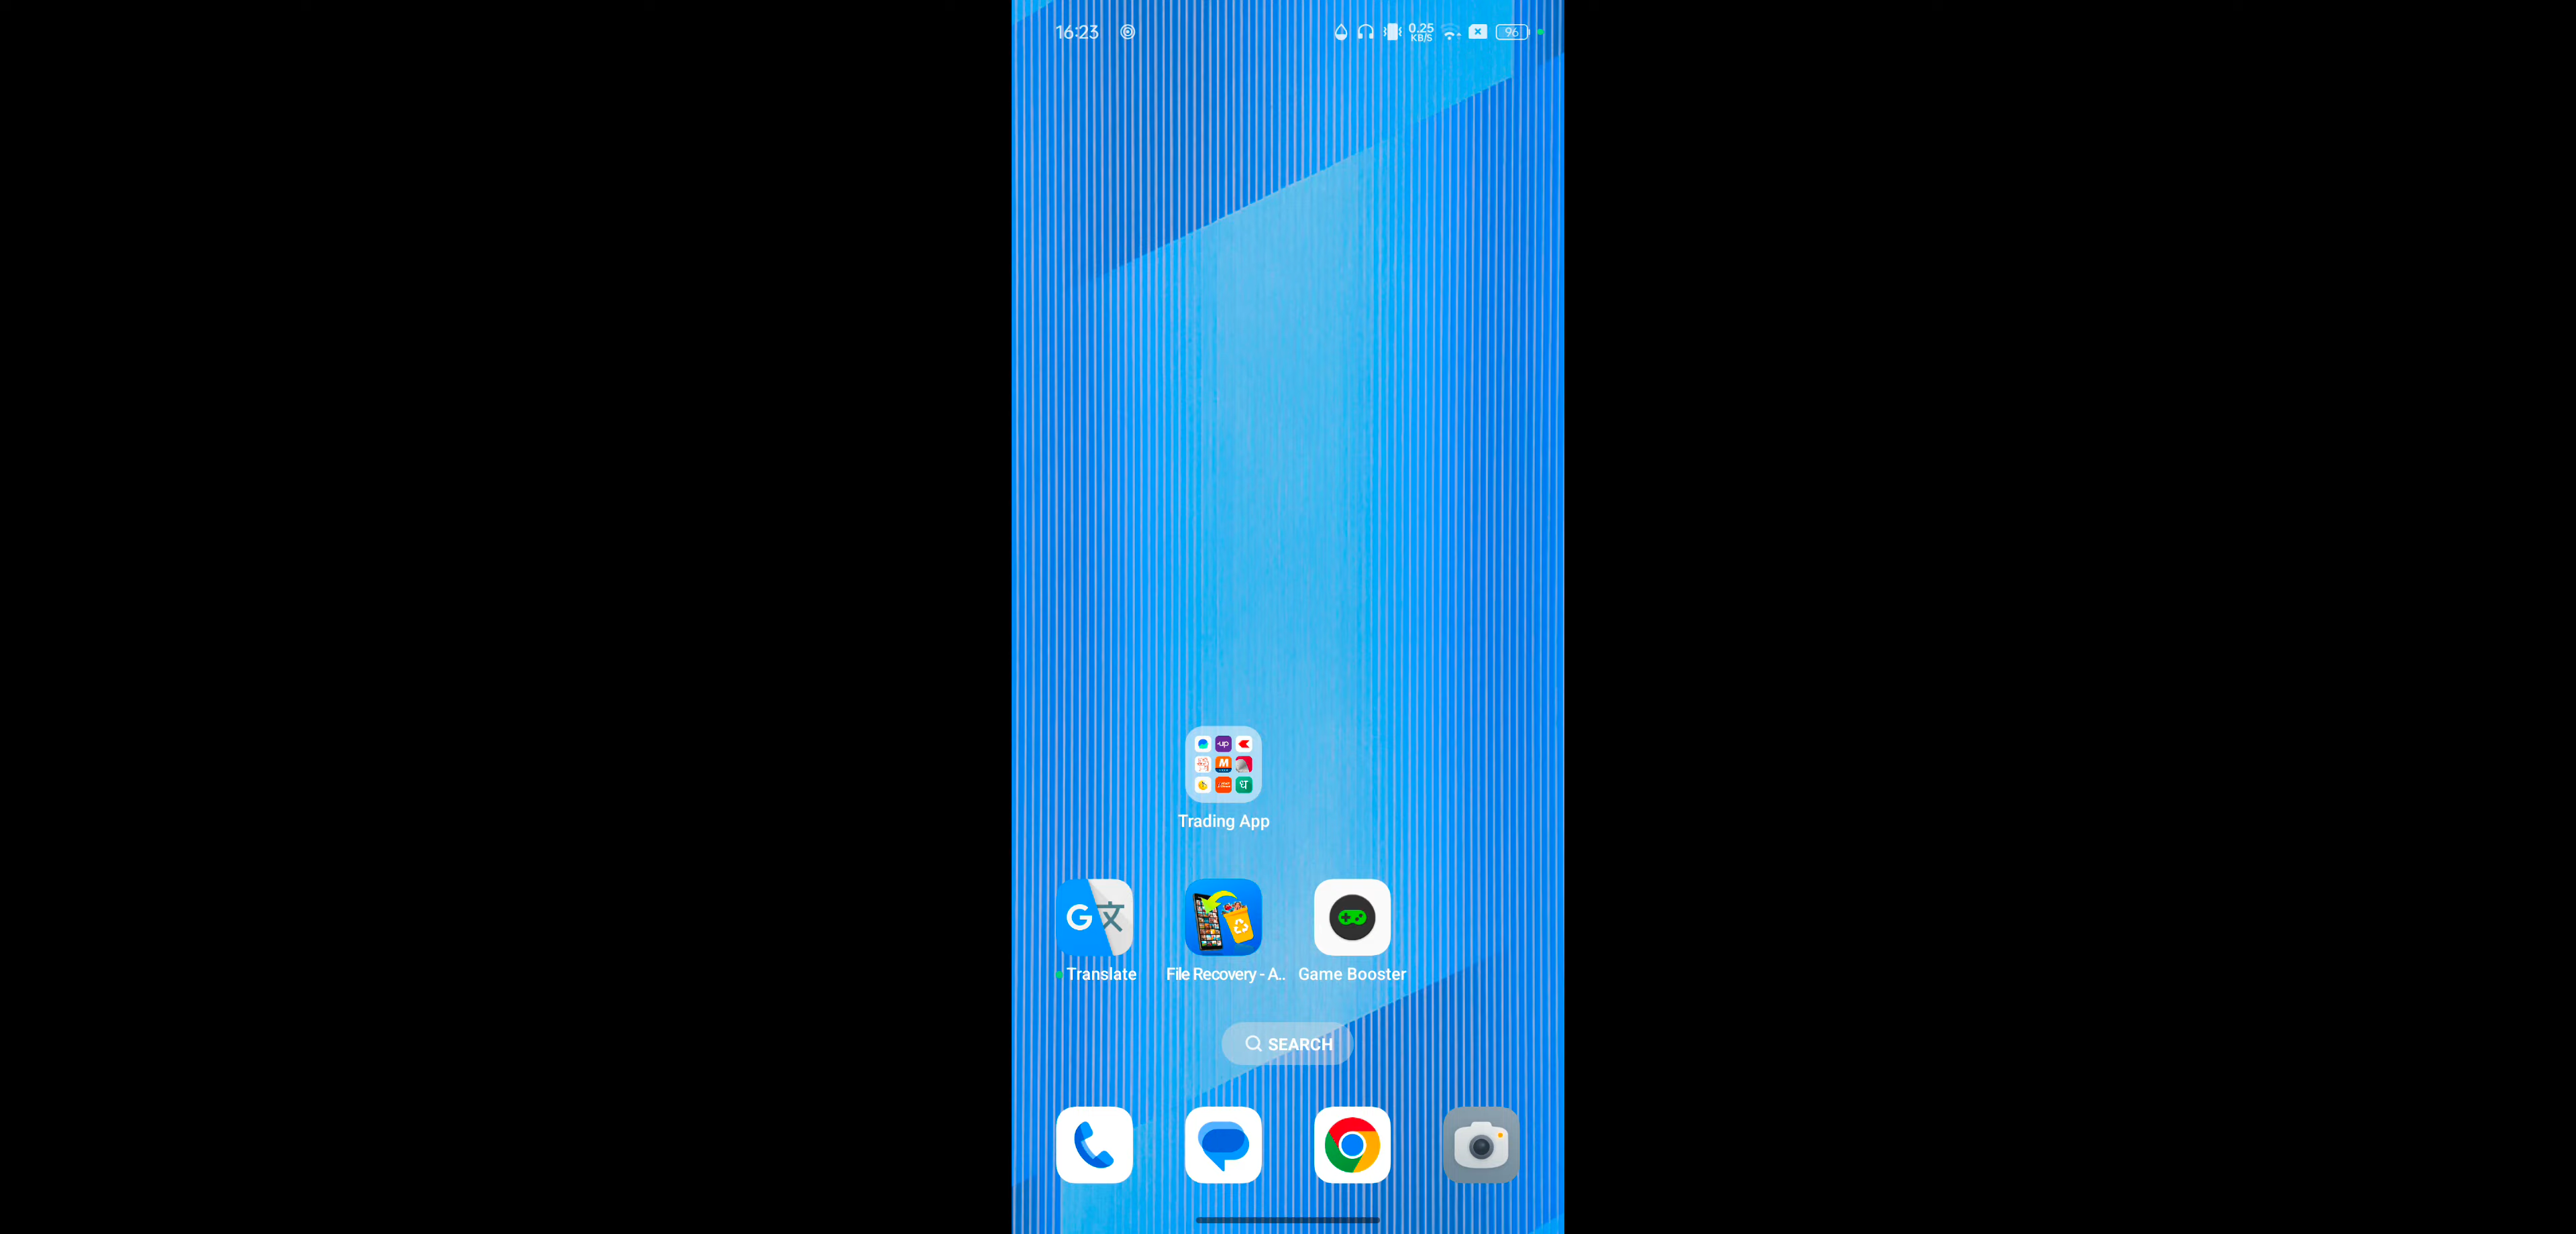 16:23
0.25
KB/S
96
Trading App
Translate
File Recovery - A..
Game Booster
SEARCH